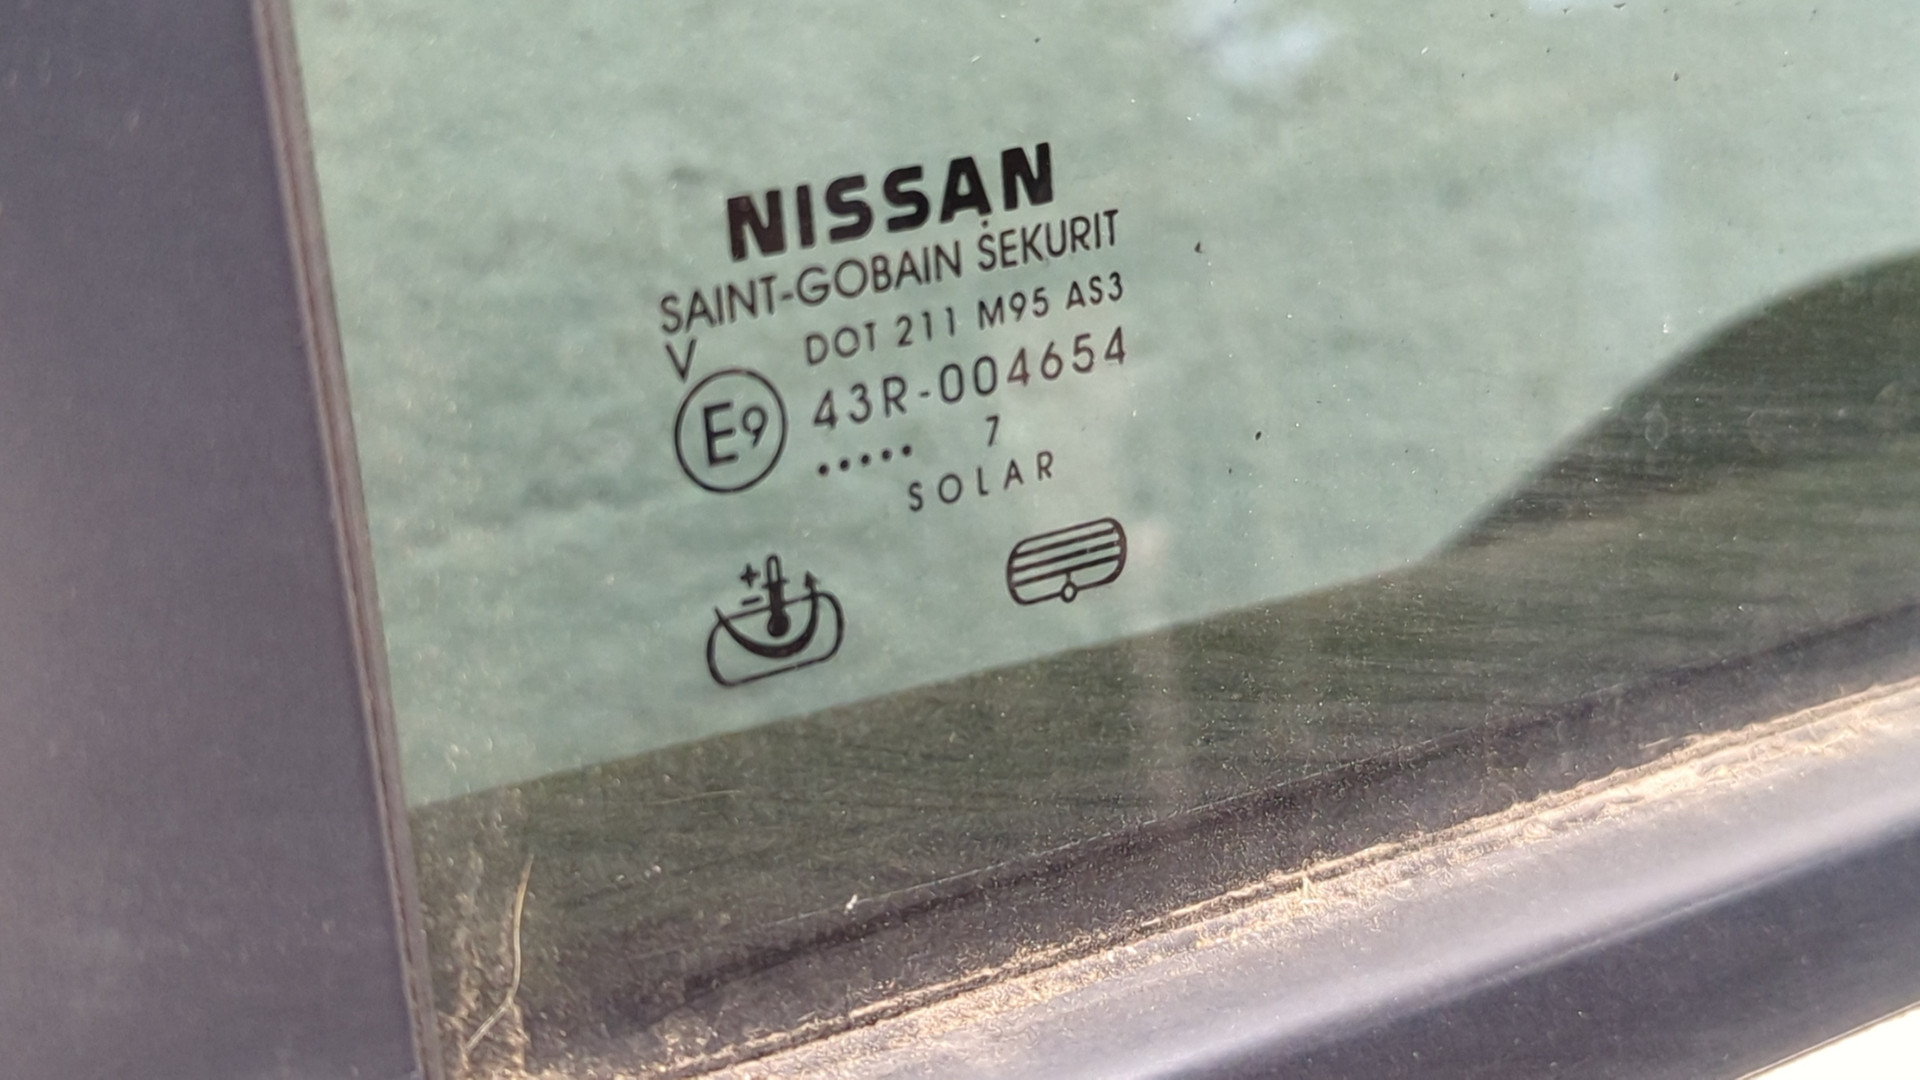 NISSAN
SAINT-GOBAIN SEKURIT
V DOT 211 M95 AS3
E9 43R-004654
••••• 7
SOLAR